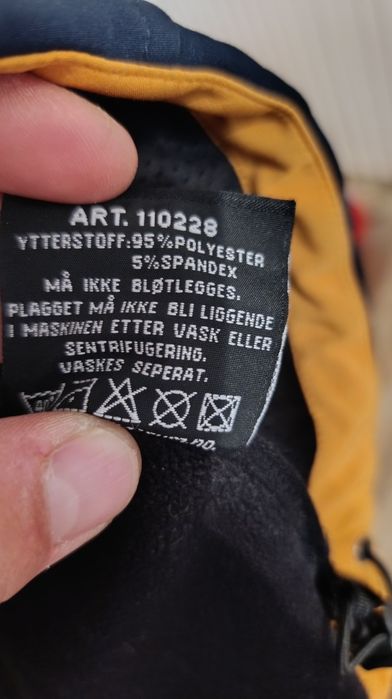 ART. 110228
YTTERSTOFF:95%POLYESTER
5%SPANDEX
MÅ IKKE BLØTLEGGES.
PLAGGET MÅ IKKE BLI LIGGENDE
I MASKINEN ETTER VASK ELLER
SENTRIFUGERING.
VASKES SEPERAT.